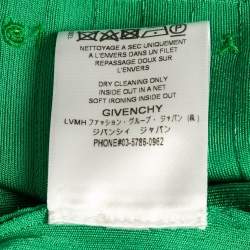 NETTOYAGE A SEC UNIQUEMENT
A L'ENVERS DANS UN FILET
REPASSAGE DOUX SUR
L'ENVERS
DRY CLEANING ONLY
INSIDE OUT IN A NET
SOFT IRONING INSIDE OUT
GIVENCHY
LVMH ファッション・グループ・ジャパン(株)
ジバンシィ ジャパン
PHONE#03-5786-0962